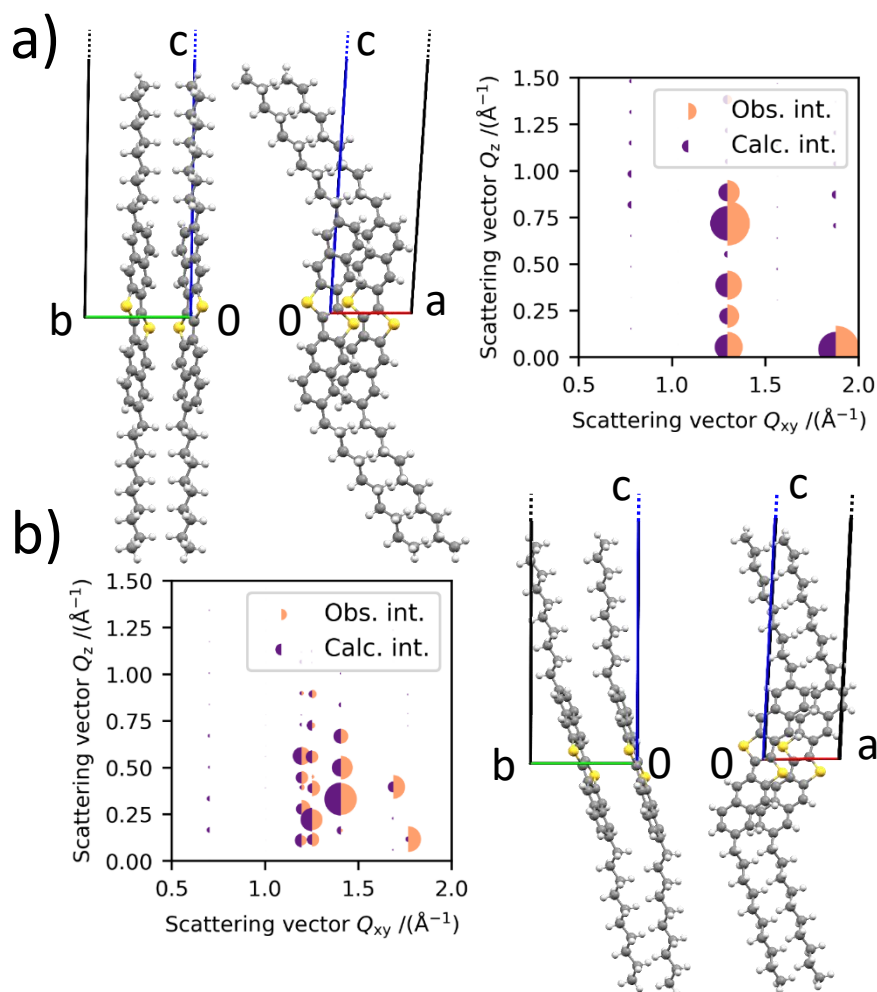 a)
c
c
b
0
0
a
1.50
1.25
1.00
0.75
0.50
0.25
0.00
Scattering vector Qz /(Å⁻¹)
Obs. int.
Calc. int.
0.5
1.0
1.5
2.0
Scattering vector Qxy /(Å⁻¹)
b)
1.50
1.25
1.00
0.75
0.50
0.25
0.00
Scattering vector Qz /(Å⁻¹)
Obs. int.
Calc. int.
0.5
1.0
1.5
2.0
Scattering vector Qxy /(Å⁻¹)
c
c
b
0
0
a